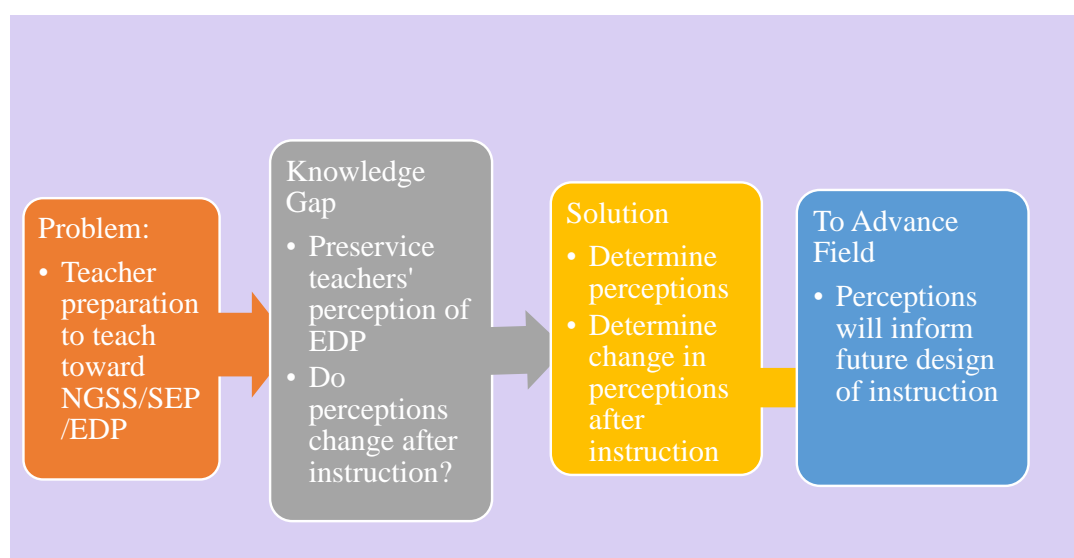 Problem:
• Teacher
preparation
to teach
toward
NGSS/SEP
/EDP
Knowledge
Gap
• Preservice
teachers'
perception of
EDP
• Do
perceptions
change after
instruction?
Solution
• Determine
perceptions
• Determine
change in
perceptions
after
instruction
To Advance
Field
• Perceptions
will inform
future design
of instruction